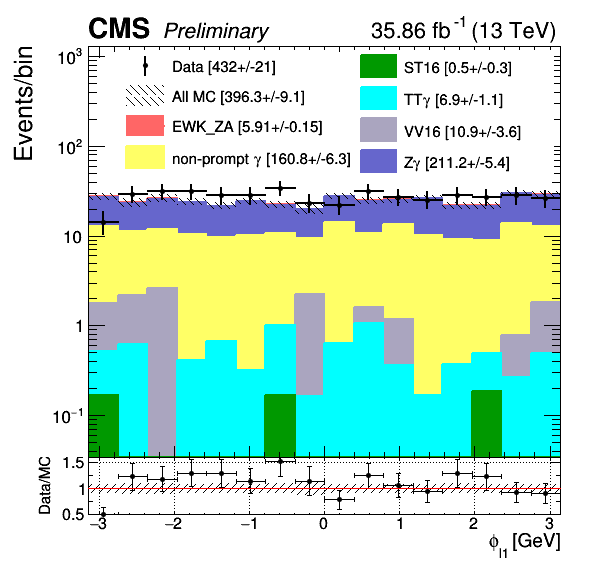 CMS Preliminary 35.86 fb⁻¹ (13 TeV)
Events/bin
10³
10²
10
1
10⁻¹
Data [432+/-21]
All MC [396.3+/-9.1]
EWK_ZA [5.91+/-0.15]
non-prompt γ [160.8+/-6.3]
ST16 [0.5+/-0.3]
TTγ [6.9+/-1.1]
VV16 [10.9+/-3.6]
Zγ [211.2+/-5.4]
Data/MC
1.5
1
0.5
−3 −2 −1 0 1 2 3
ϕ_l1 [GeV]